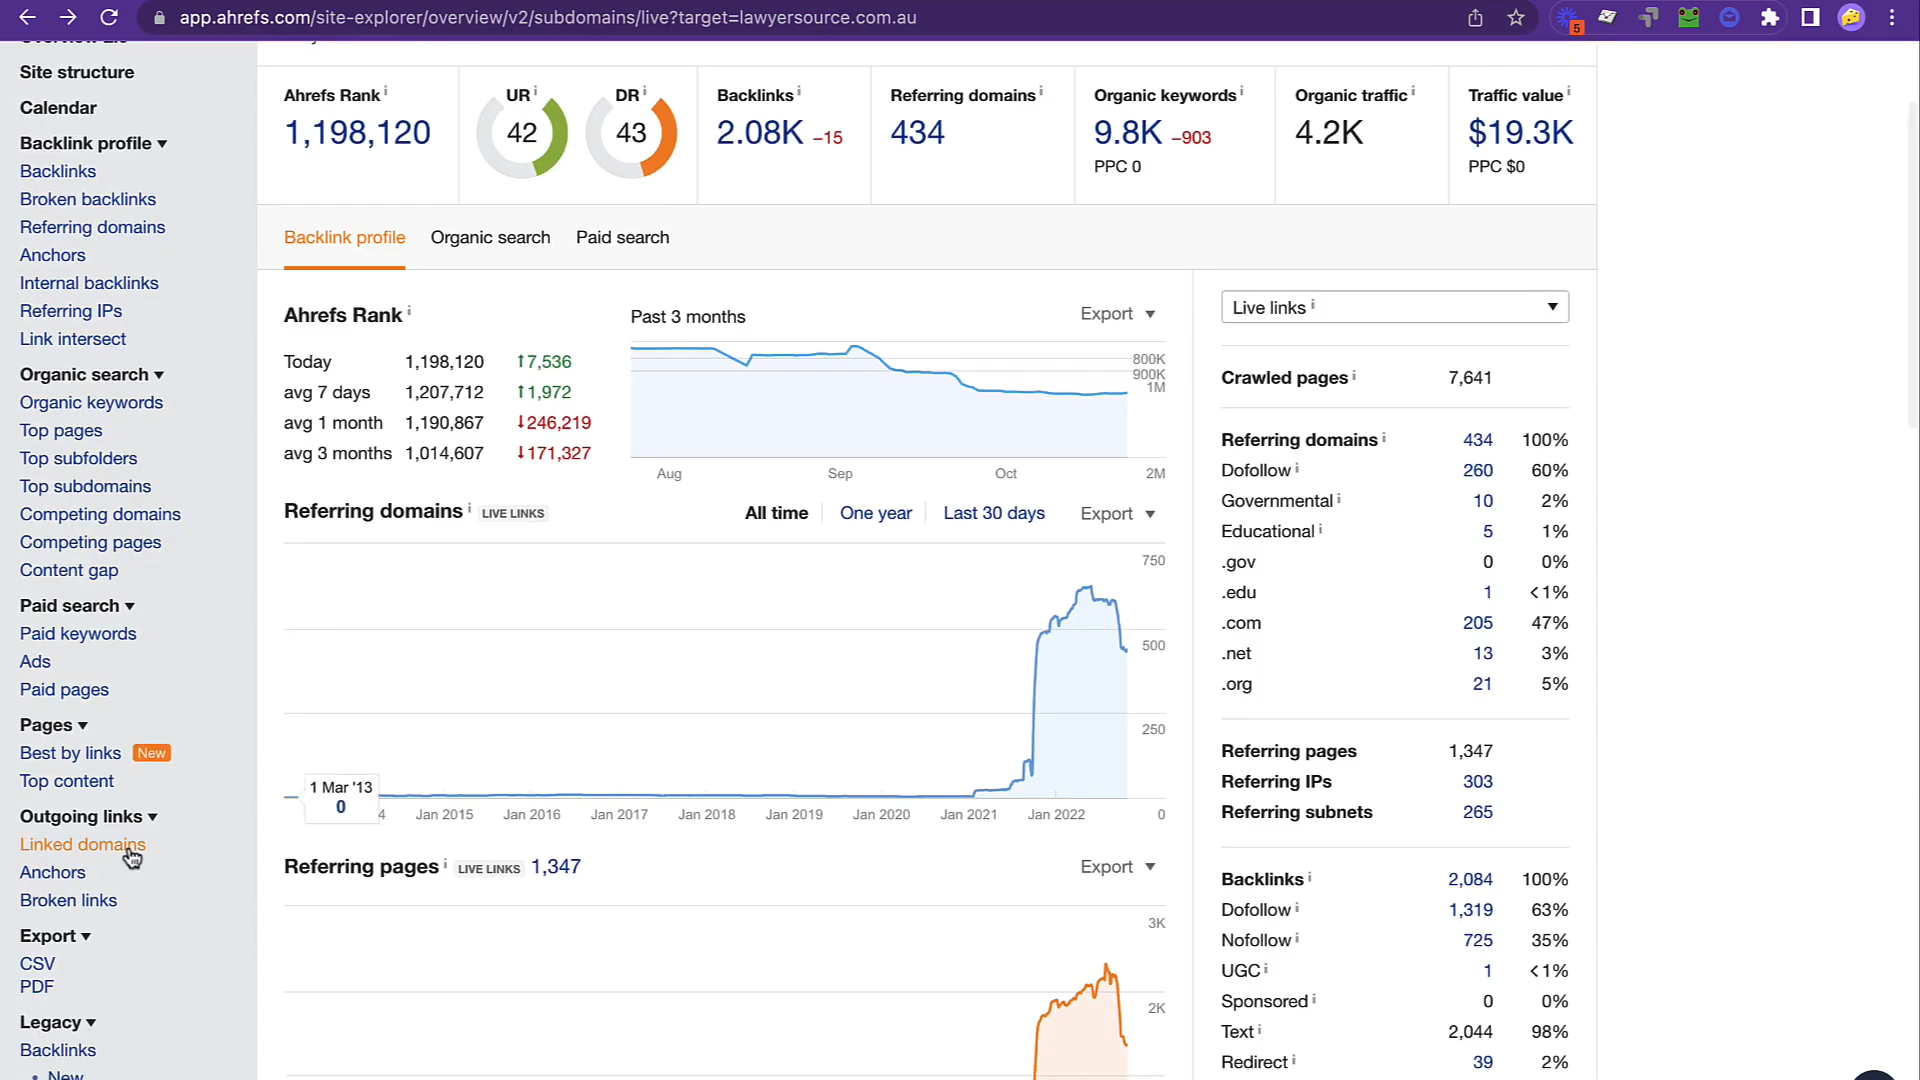 app.ahrefs.com/site-explorer/overview/v2/subdomains/live?target=lawyersource.com.au
5
Site structure
Calendar
Backlink profile
Backlinks
Broken backlinks
Referring domains
Anchors
Internal backlinks
Referring IPs
Link intersect
Organic search
Organic keywords
Top pages
Top subfolders
Top subdomains
Competing domains
Competing pages
Content gap
Paid search
Paid keywords
Ads
Paid pages
Pages
Best by links New
Top content
Outgoing links
Linked domains
Anchors
Broken links
Export
CSV
PDF
Legacy
Backlinks
• New
Ahrefs Rank i
1,198,120
UR i
42
DR i
43
Backlinks i
2.08K -15
Referring domains i
434
Organic keywords i
9.8K -903
PPC 0
Organic traffic i
4.2K
Traffic value i
$19.3K
PPC $0
Backlink profile Organic search Paid search
Ahrefs Rank i
Past 3 months
Export
Today 1,198,120 ↑7,536
avg 7 days 1,207,712 ↑1,972
avg 1 month 1,190,867 ↓246,219
avg 3 months 1,014,607 ↓171,327
800K
900K
1M
2M
Aug Sep Oct
Referring domains i LIVE LINKS
All time One year Last 30 days Export
750
500
250
0
1 Mar '13
0
4 Jan 2015 Jan 2016 Jan 2017 Jan 2018 Jan 2019 Jan 2020 Jan 2021 Jan 2022
Referring pages i LIVE LINKS 1,347
Export
3K
2K
Live links i
Crawled pages i 7,641
Referring domains i 434 100%
Dofollow i 260 60%
Governmental i 10 2%
Educational i 5 1%
.gov 0 0%
.edu 1 <1%
.com 205 47%
.net 13 3%
.org 21 5%
Referring pages 1,347
Referring IPs 303
Referring subnets 265
Backlinks i 2,084 100%
Dofollow i 1,319 63%
Nofollow i 725 35%
UGC i 1 <1%
Sponsored i 0 0%
Text i 2,044 98%
Redirect i 39 2%